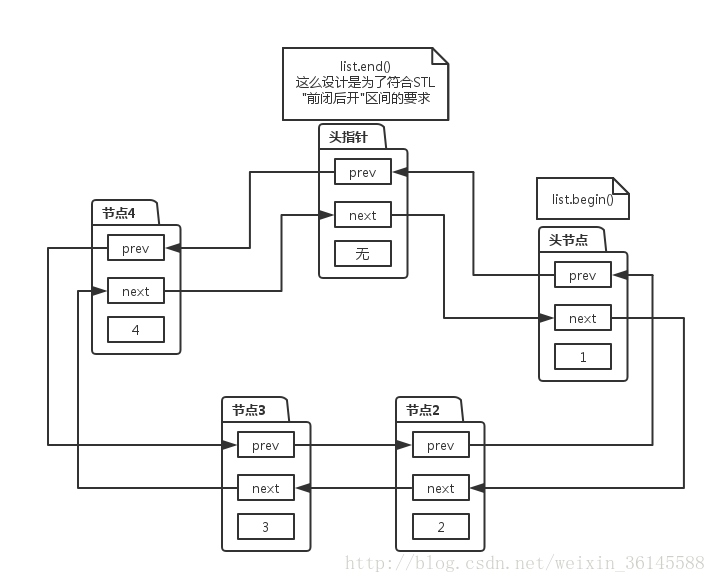 list.end()
这么设计是为了符合STL
"前闭后开"区间的要求
头指针
prev
next
无
list.begin()
头节点
prev
next
1
节点4
prev
next
4
节点3
prev
next
3
节点2
prev
next
2
http://blog.csdn.net/weixin_36145588